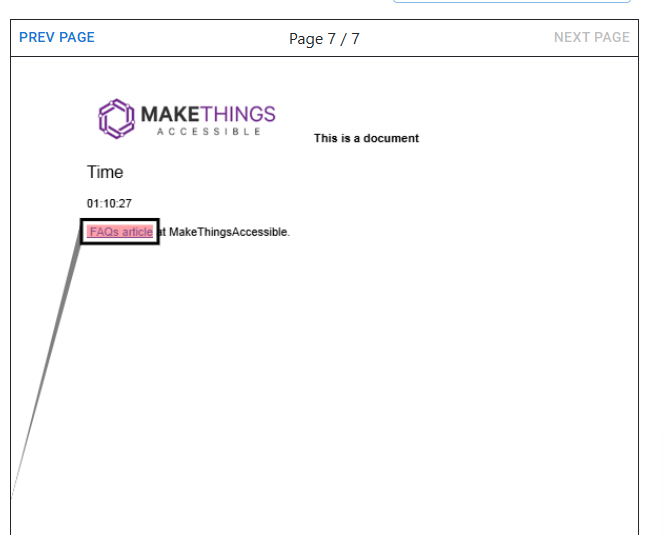 PREV PAGE
Page 7 / 7
NEXT PAGE
MAKETHINGS
ACCESSIBLE
This is a document
Time
01:10:27
FAQs article at MakeThingsAccessible.